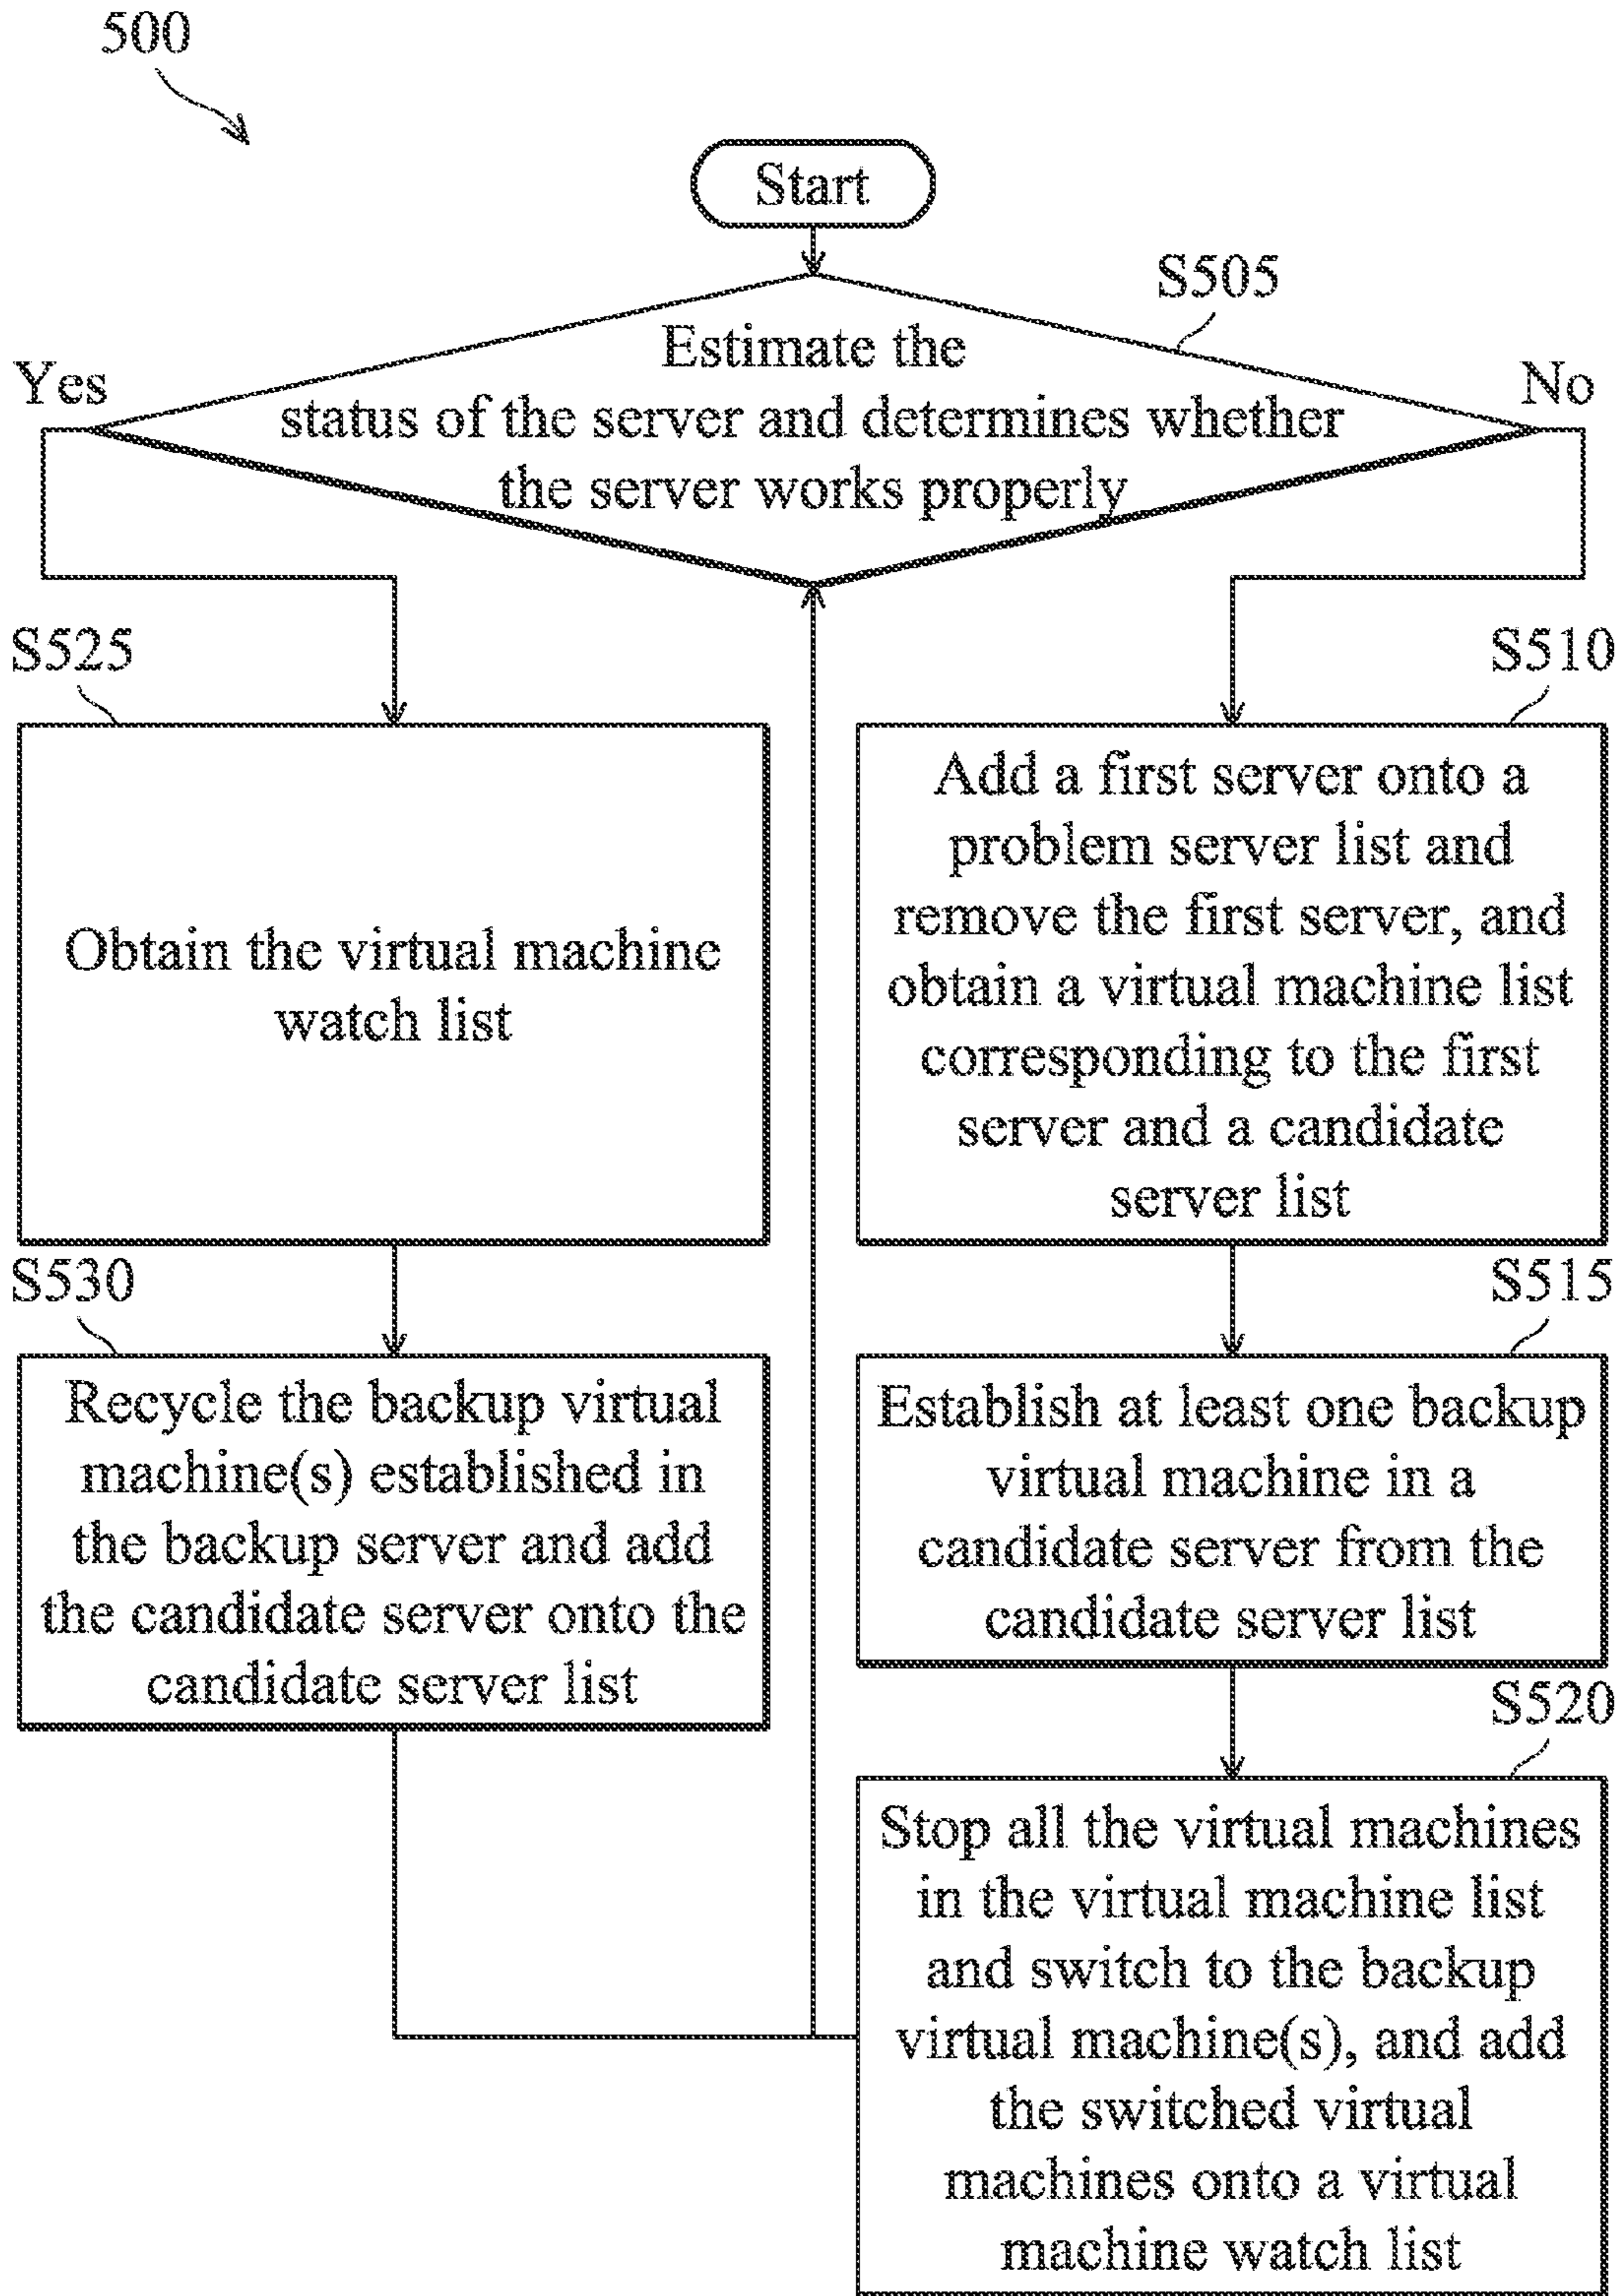 500
Start
S505
Estimate the
status of the server and determines whether
the server works properly
Yes
No
S525
Obtain the virtual machine
watch list
S530
Recycle the backup virtual
machine(s) established in
the backup server and add
the candidate server onto the
candidate server list
S510
Add a first server onto a
problem server list and
remove the first server, and
obtain a virtual machine list
corresponding to the first
server and a candidate
server list
S515
Establish at least one backup
virtual machine in a
candidate server from the
candidate server list
S520
Stop all the virtual machines
in the virtual machine list
and switch to the backup
virtual machine(s), and add
the switched virtual
machines onto a virtual
machine watch list